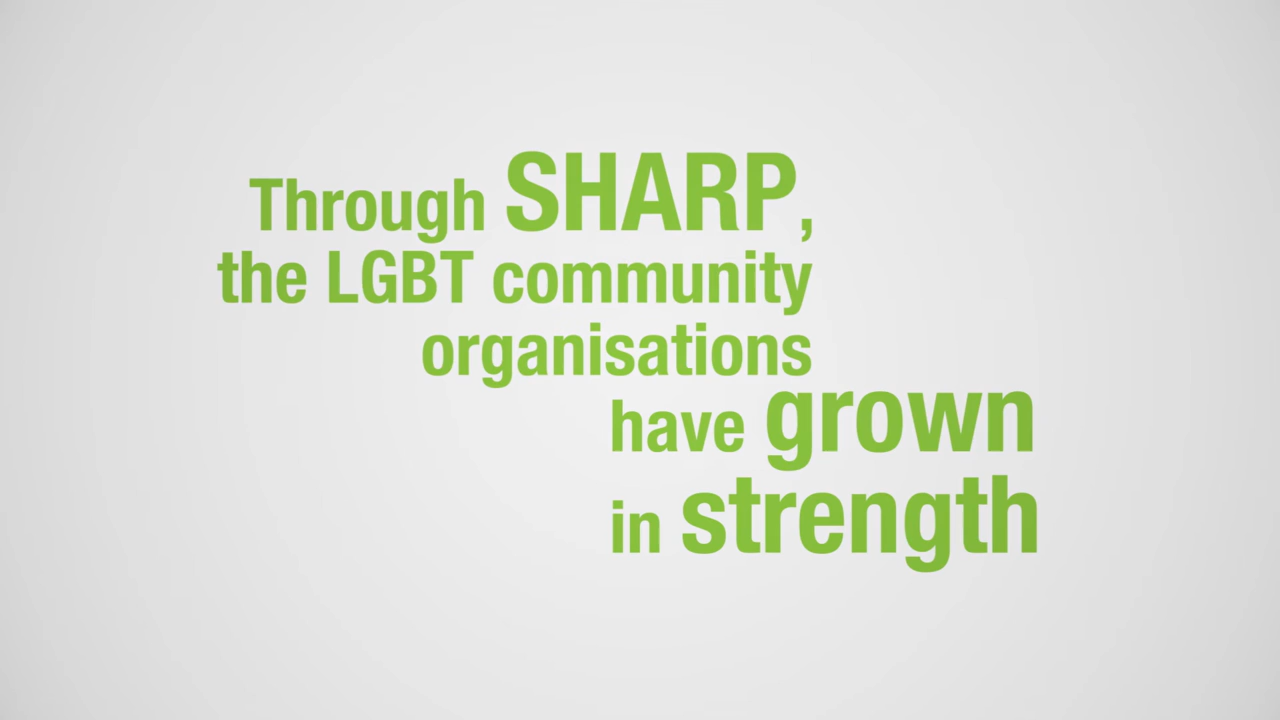 Through SHARP,
the LGBT community
organisations
have grown
in strength